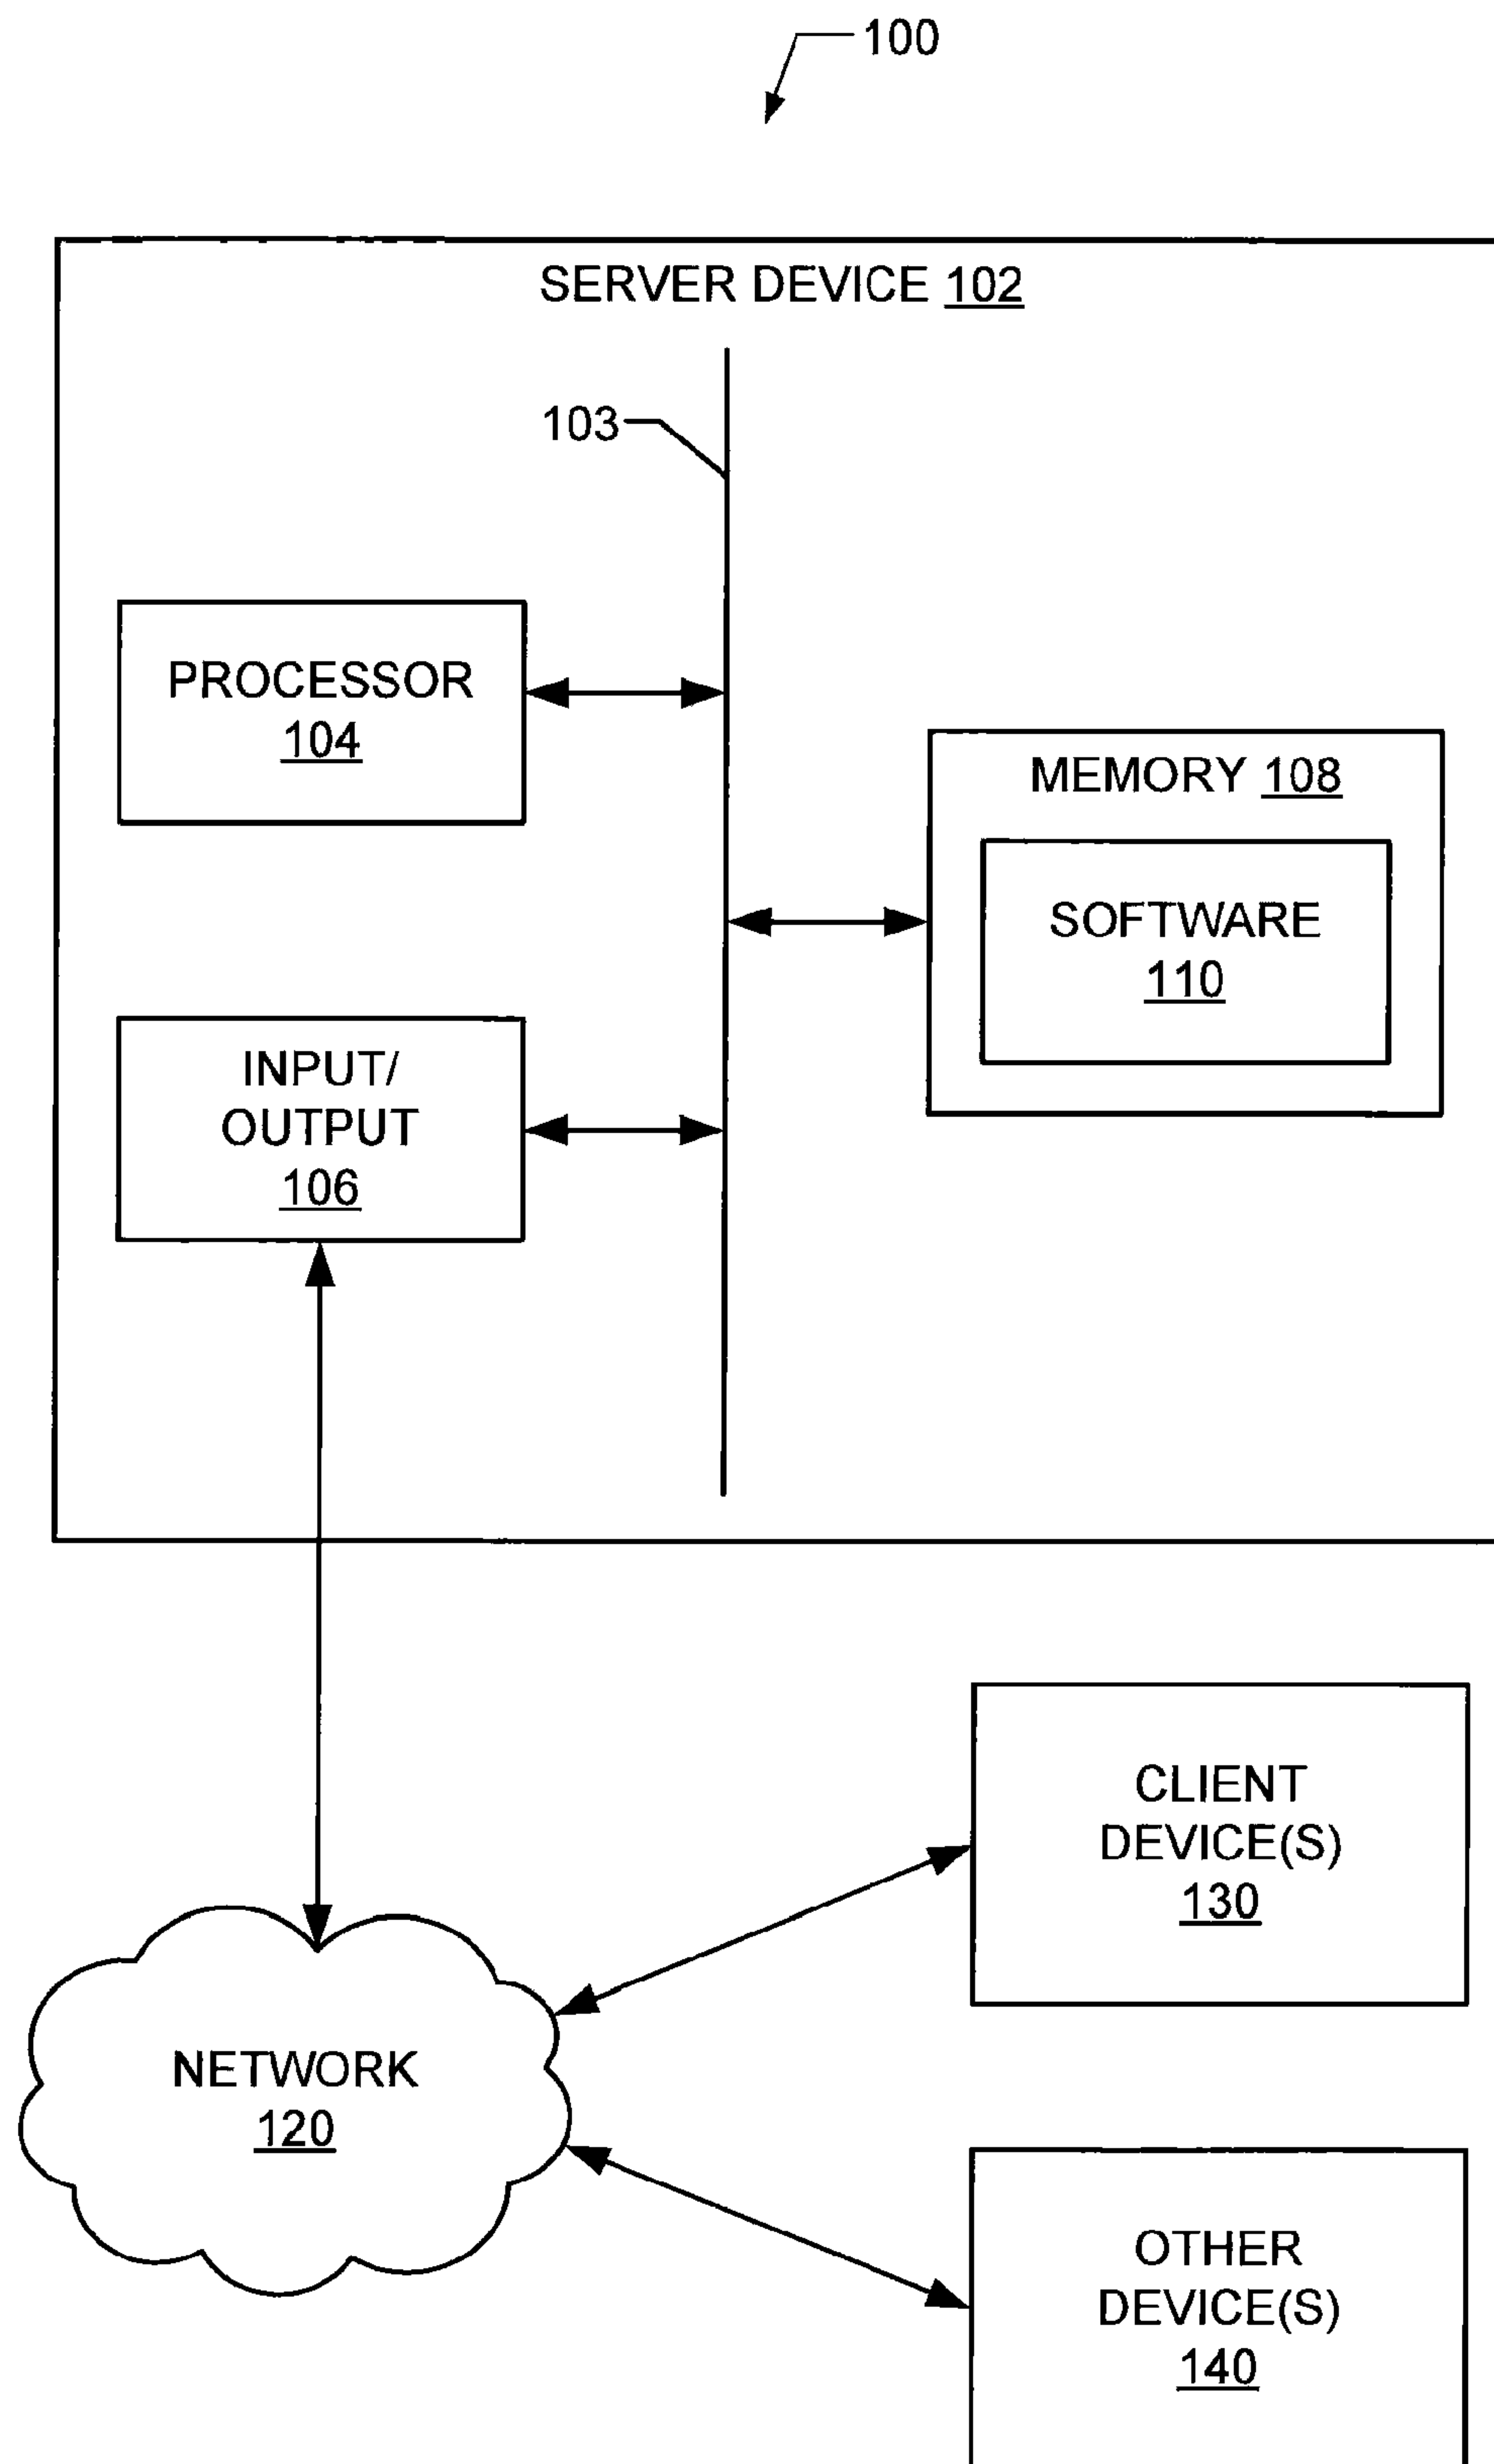 100
SERVER DEVICE 102
103
PROCESSOR
104
MEMORY 108
SOFTWARE
110
INPUT/
OUTPUT
106
CLIENT
DEVICE(S)
130
NETWORK
120
OTHER
DEVICE(S)
140